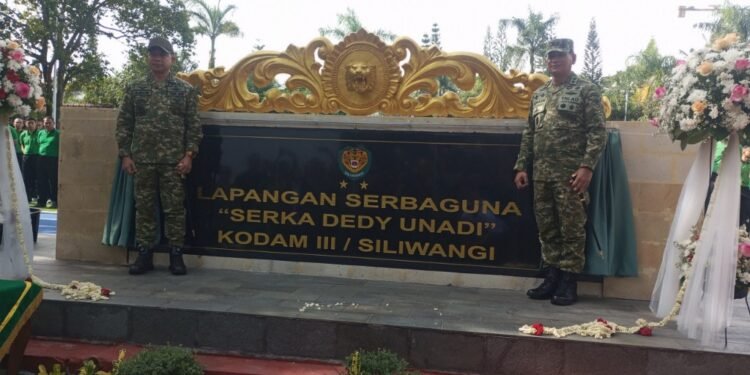 LAPANGAN SERBAGUNA
"SERKA DEDY UNADI"
KODAM III / SILIWANGI